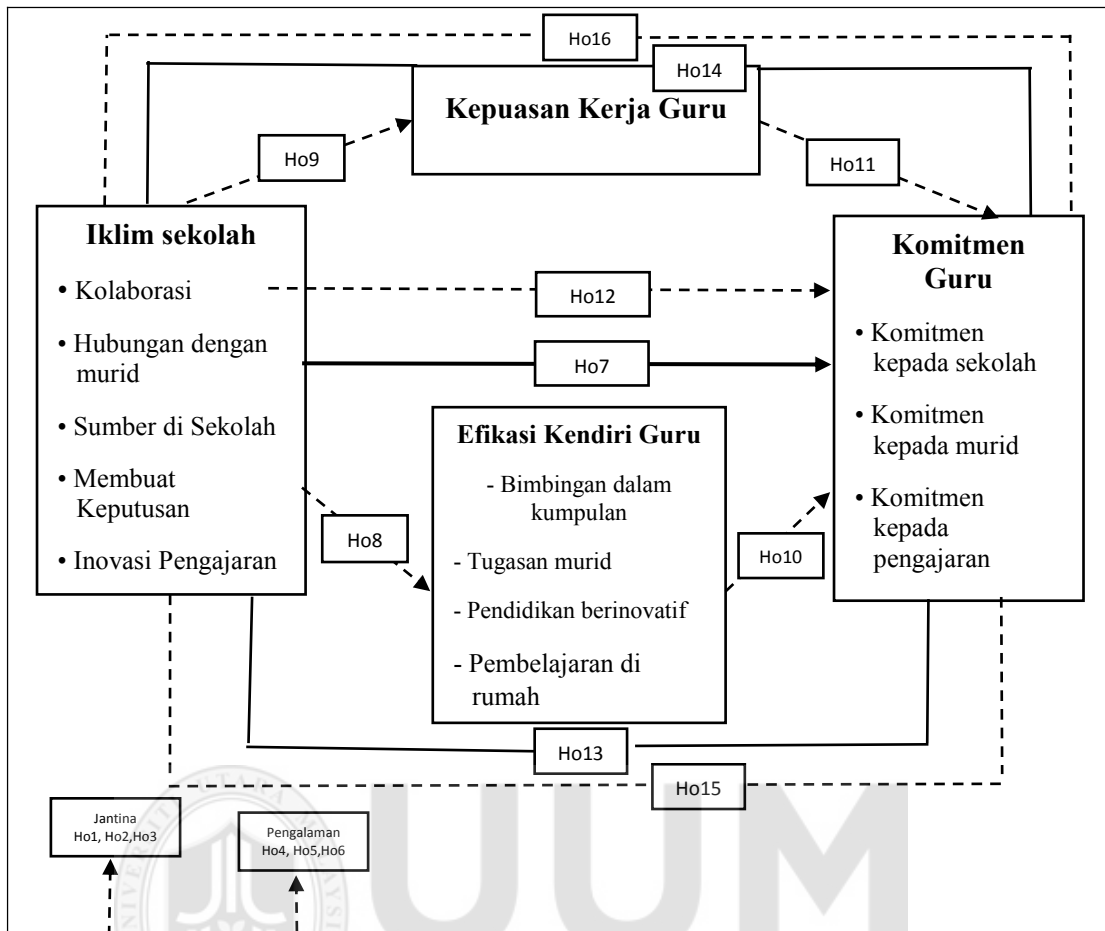 Ho16
Ho14
Kepuasan Kerja Guru
Ho9
Ho11
Iklim sekolah
• Kolaborasi
• Hubungan dengan
murid
• Sumber di Sekolah
• Membuat
Keputusan
• Inovasi Pengajaran
Ho12
Ho7
Komitmen
Guru
• Komitmen
kepada sekolah
• Komitmen
kepada murid
• Komitmen
kepada
pengajaran
Efikasi Kendiri Guru
- Bimbingan dalam
kumpulan
- Tugasan murid
- Pendidikan berinovatif
- Pembelajaran di
rumah
Ho8
Ho10
Ho13
Ho15
Jantina
Ho1, Ho2,Ho3
Pengalaman
Ho4, Ho5,Ho6
UUM